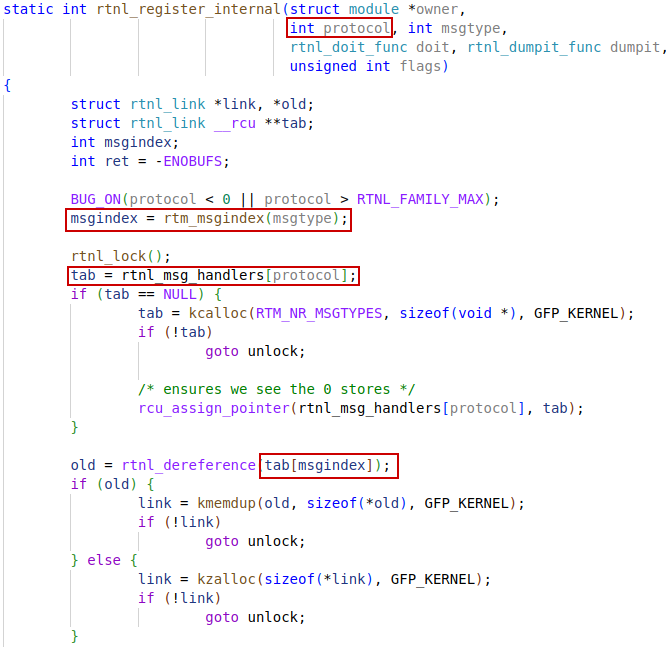 static int rtnl_register_internal(struct module *owner,
int protocol, int msgtype,
rtnl_doit_func doit, rtnl_dumpit_func dumpit,
unsigned int flags)
{
struct rtnl_link *link, *old;
struct rtnl_link __rcu **tab;
int msgindex;
int ret = -ENOBUFS;
BUG_ON(protocol < 0 || protocol > RTNL_FAMILY_MAX);
msgindex = rtm_msgindex(msgtype);
rtnl_lock();
tab = rtnl_msg_handlers[protocol];
if (tab == NULL) {
tab = kcalloc(RTM_NR_MSGTYPES, sizeof(void *), GFP_KERNEL);
if (!tab)
goto unlock;
/* ensures we see the 0 stores */
rcu_assign_pointer(rtnl_msg_handlers[protocol], tab);
}
old = rtnl_dereference(tab[msgindex]);
if (old) {
link = kmemdup(old, sizeof(*old), GFP_KERNEL);
if (!link)
goto unlock;
} else {
link = kzalloc(sizeof(*link), GFP_KERNEL);
if (!link)
goto unlock;
}